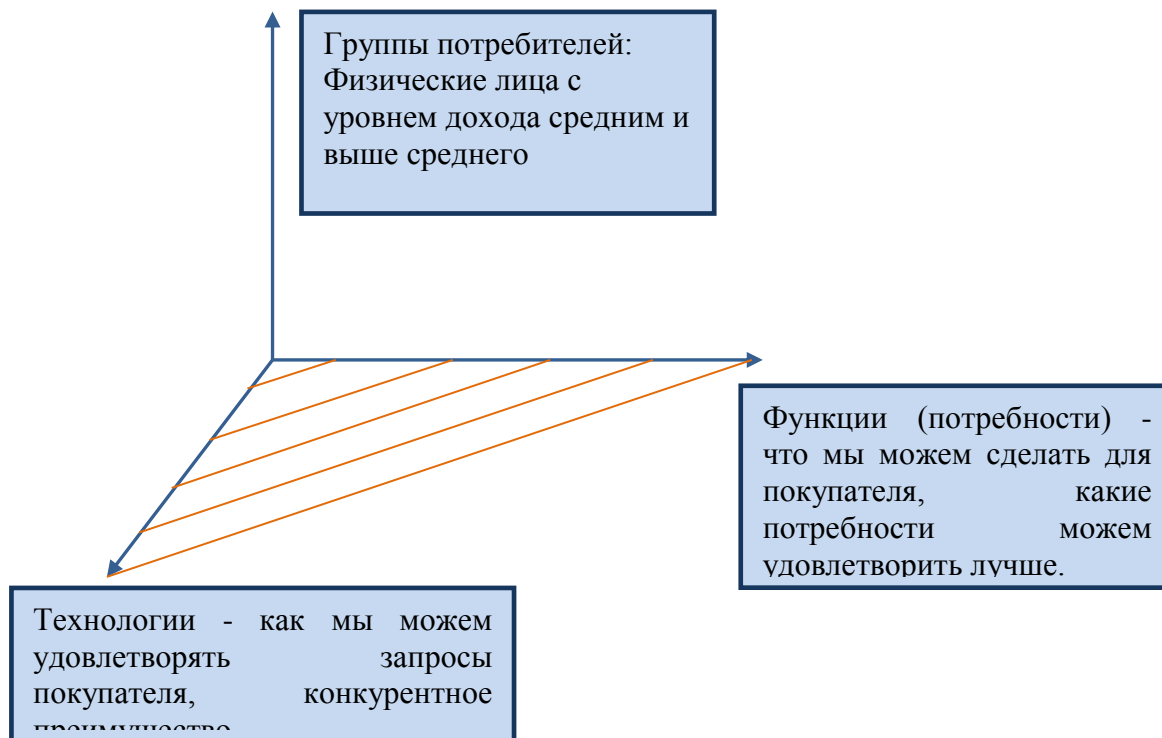 Группы потребителей:
Физические лица с
уровнем дохода средним и
выше среднего
Функции (потребности) -
что мы можем сделать для
покупателя, какие
потребности можем
удовлетворить лучше.
Технологии - как мы можем
удовлетворять запросы
покупателя, конкурентное
преимущество